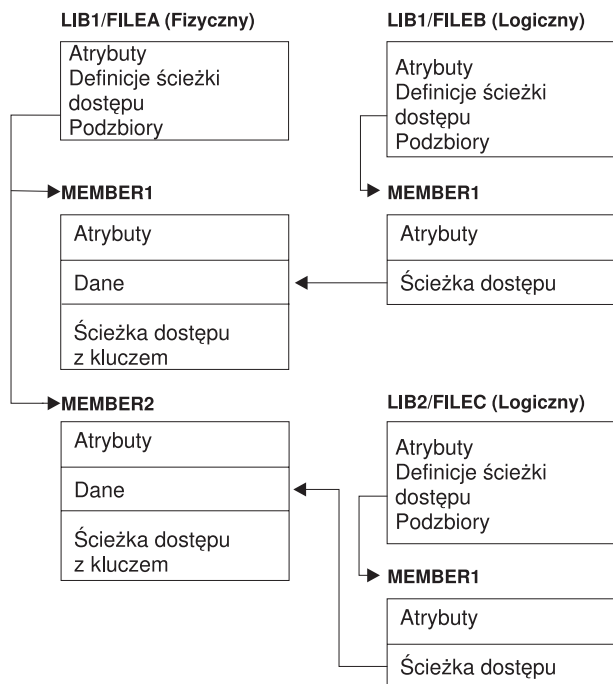 LIB1/FILEA (Fizyczny)
Atrybuty
Definicje ścieżki
dostępu
Podzbiory
MEMBER1
Atrybuty
Dane
Ścieżka dostępu
z kluczem
MEMBER2
Atrybuty
Dane
Ścieżka dostępu
z kluczem
LIB1/FILEB (Logiczny)
Atrybuty
Definicje ścieżki
dostępu
Podzbiory
MEMBER1
Atrybuty
Ścieżka dostępu
LIB2/FILEC (Logiczny)
Atrybuty
Definicje ścieżki
dostępu
Podzbiory
MEMBER1
Atrybuty
Ścieżka dostępu